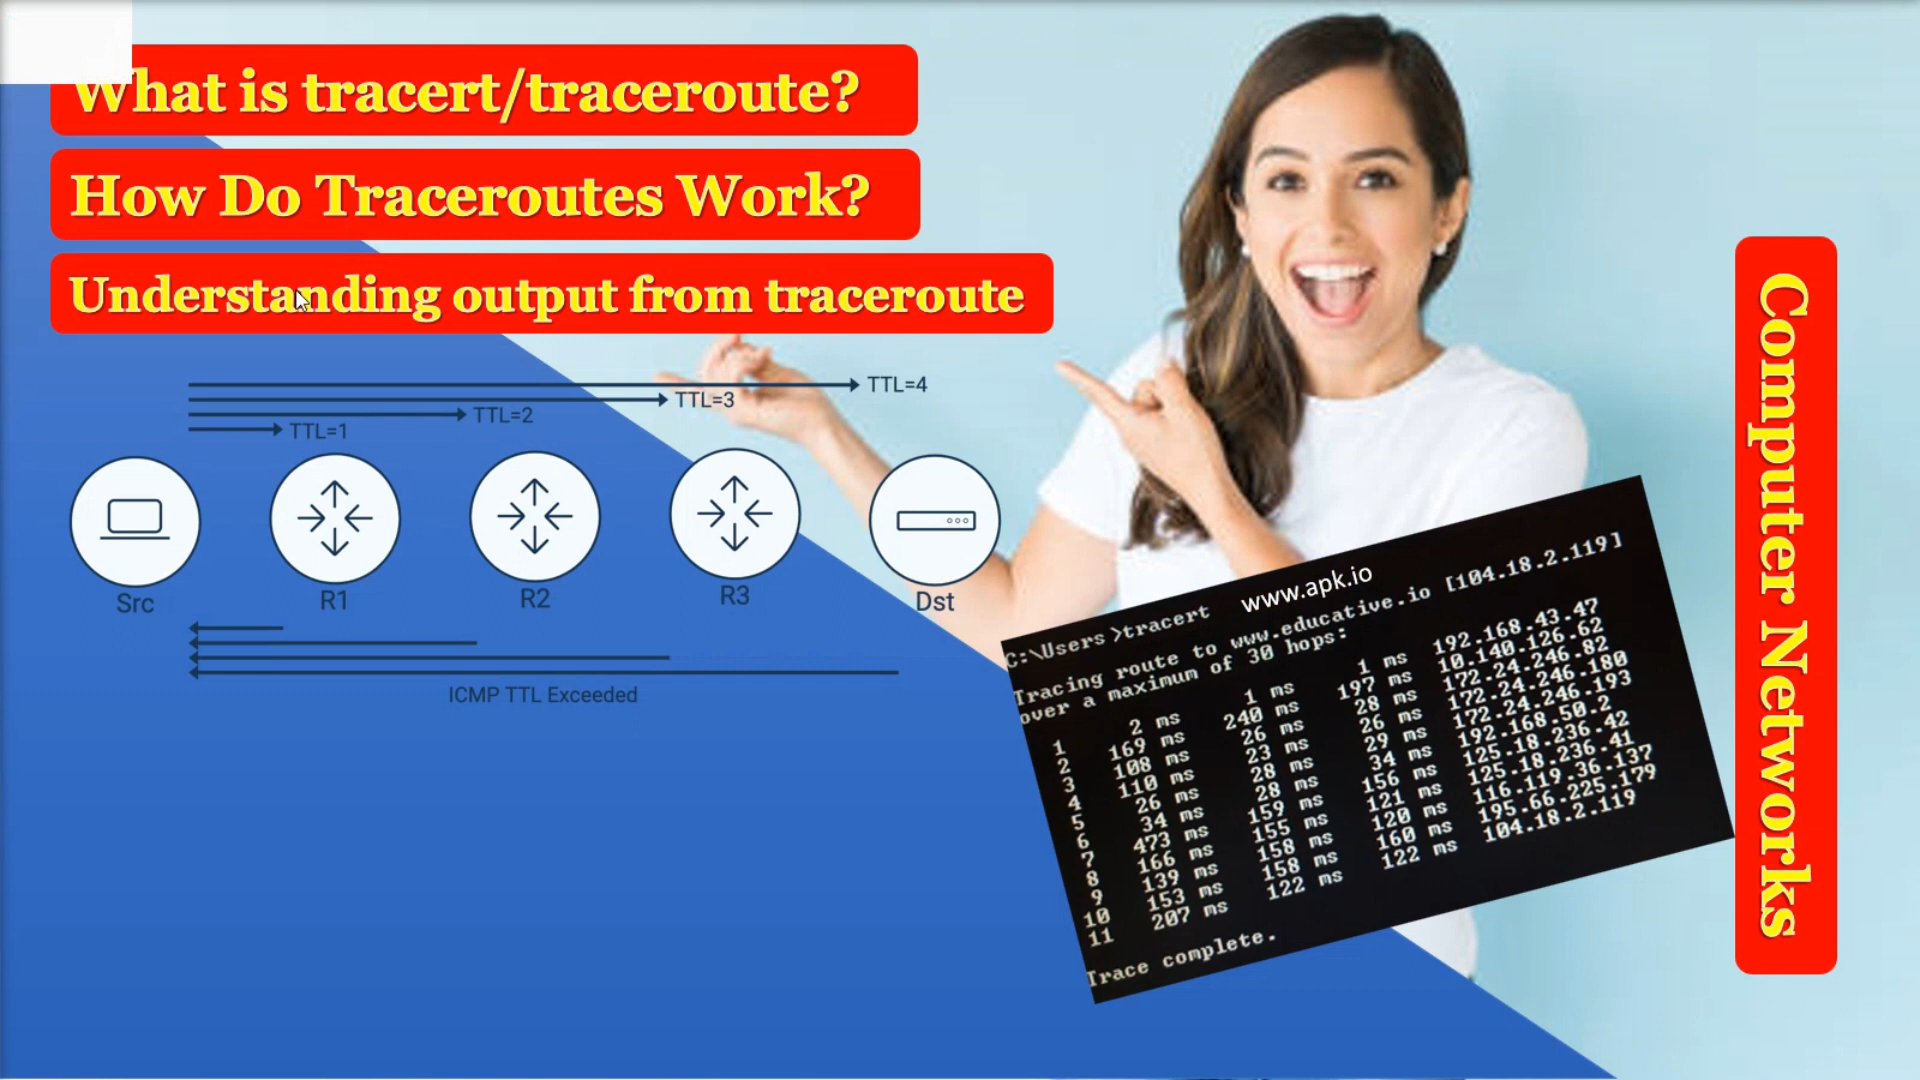 What is tracert/traceroute?
How Do Traceroutes Work?
Understanding output from traceroute
TTL=4
TTL=3
TTL=2
TTL=1
Src
R1
R2
R3
Dst
ICMP TTL Exceeded
C:\Users>tracert www.apk.io
Tracing route to www.educative.io [104.18.2.119]
over a maximum of 30 hops:
1 2 ms 1 ms 1 ms 192.168.43.47
2 169 ms 240 ms 197 ms 10.140.126.62
3 108 ms 26 ms 28 ms 172.24.246.82
4 110 ms 23 ms 26 ms 172.24.246.180
5 26 ms 28 ms 29 ms 172.24.246.193
6 34 ms 28 ms 34 ms 192.168.50.2
7 473 ms 159 ms 156 ms 125.18.236.42
8 166 ms 155 ms 121 ms 125.18.236.41
9 139 ms 158 ms 120 ms 116.119.36.137
10 153 ms 158 ms 160 ms 195.66.225.179
11 207 ms 122 ms 122 ms 104.18.2.119
Trace complete.
Computer Networks